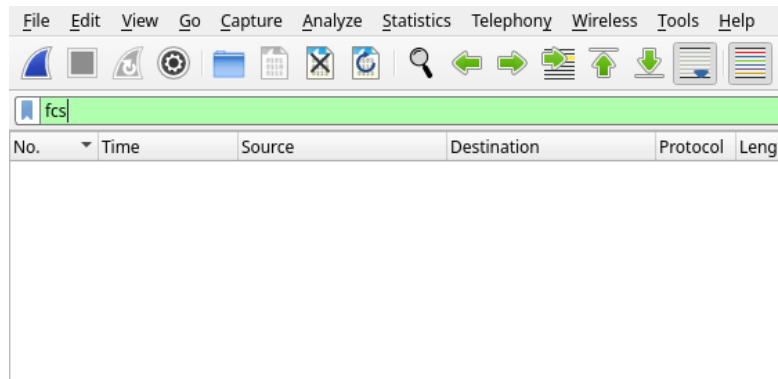 File Edit View Go Capture Analyze Statistics Telephony Wireless Tools Help
fcs
No. Time Source Destination Protocol Leng